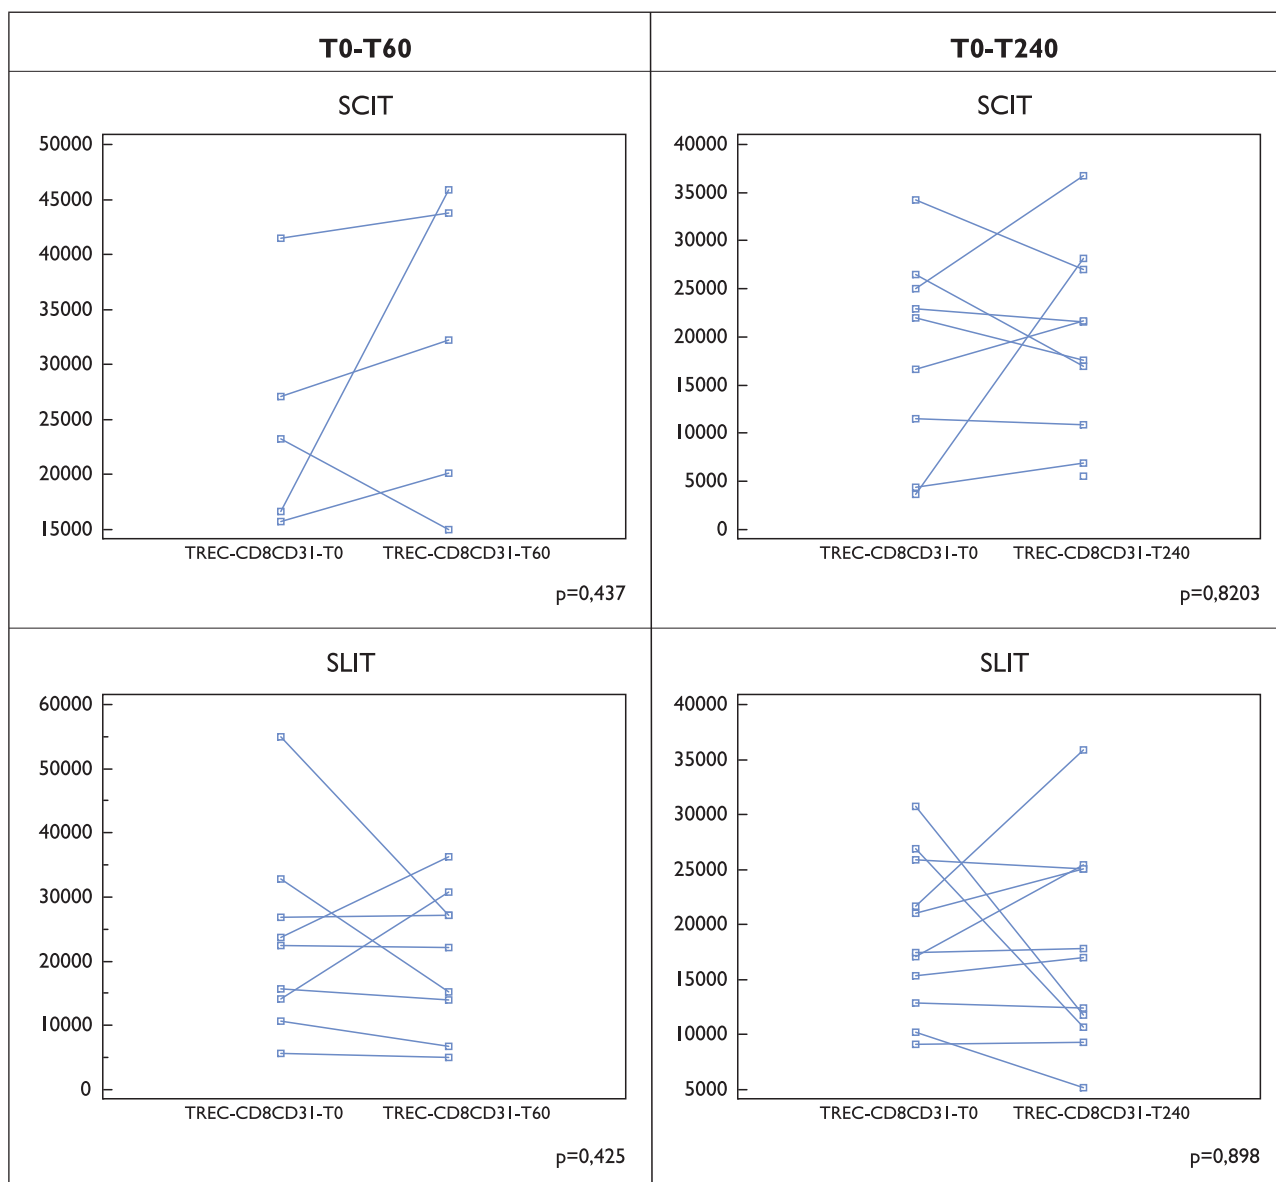 T0-T60
T0-T240
SCIT
50000
45000
40000
35000
30000
25000
20000
15000
TREC-CD8CD31-T0
TREC-CD8CD31-T60
p=0,437
SCIT
40000
35000
30000
25000
20000
15000
10000
5000
0
TREC-CD8CD31-T0
TREC-CD8CD31-T240
p=0,8203
SLIT
60000
50000
40000
30000
20000
10000
0
TREC-CD8CD31-T0
TREC-CD8CD31-T60
p=0,425
SLIT
40000
35000
30000
25000
20000
15000
10000
5000
TREC-CD8CD31-T0
TREC-CD8CD31-T240
p=0,898